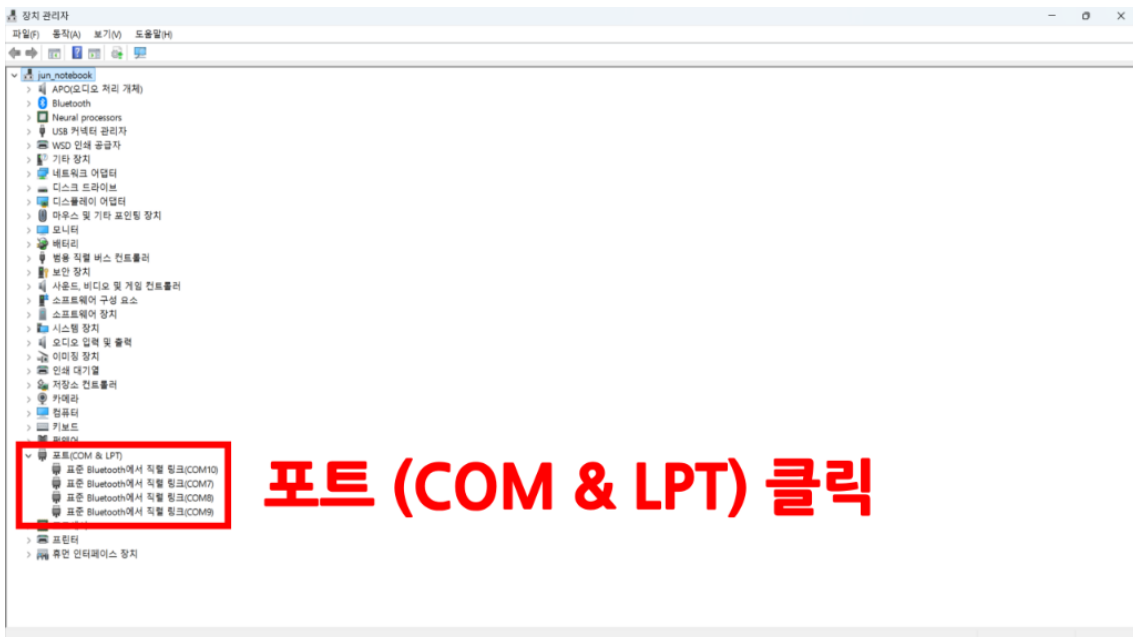 장치 관리자
파일(F) 동작(A) 보기(V) 도움말(H)
jun_notebook
APO(오디오 처리 개체)
Bluetooth
Neural processors
USB 커넥터 관리자
WSD 인쇄 공급자
기타 장치
네트워크 어댑터
디스크 드라이브
디스플레이 어댑터
마우스 및 기타 포인팅 장치
모니터
배터리
범용 직렬 버스 컨트롤러
보안 장치
사운드, 비디오 및 게임 컨트롤러
소프트웨어 구성 요소
소프트웨어 장치
시스템 장치
오디오 입력 및 출력
이미징 장치
인쇄 대기열
저장소 컨트롤러
카메라
컴퓨터
키보드
포트(COM & LPT)
표준 Bluetooth에서 직렬 링크(COM10)
표준 Bluetooth에서 직렬 링크(COM7)
표준 Bluetooth에서 직렬 링크(COM8)
표준 Bluetooth에서 직렬 링크(COM9)
포트 (COM & LPT) 클릭
프린터
휴먼 인터페이스 장치